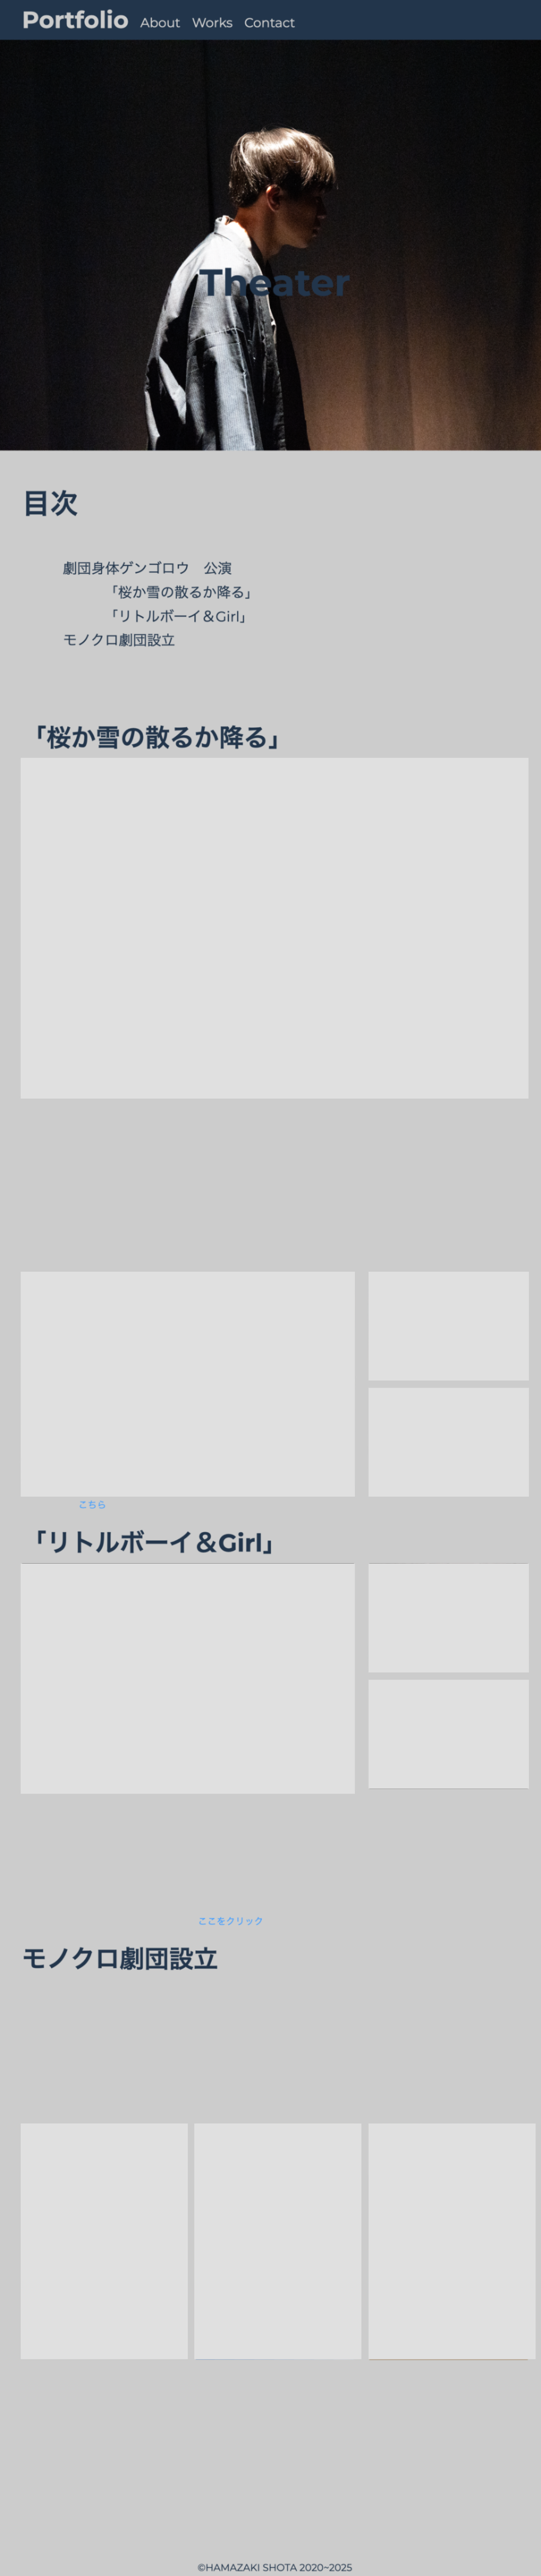 Portfolio About Works Contact
Theater
目次
劇団身体ゲンゴロウ　公演
「桜か雪の散るか降る」
「リトルボーイ＆Girl」
モノクロ劇団設立
「桜か雪の散るか降る」
こちら
「リトルボーイ＆Girl」
ここをクリック
モノクロ劇団設立
©HAMAZAKI SHOTA 2020~2025